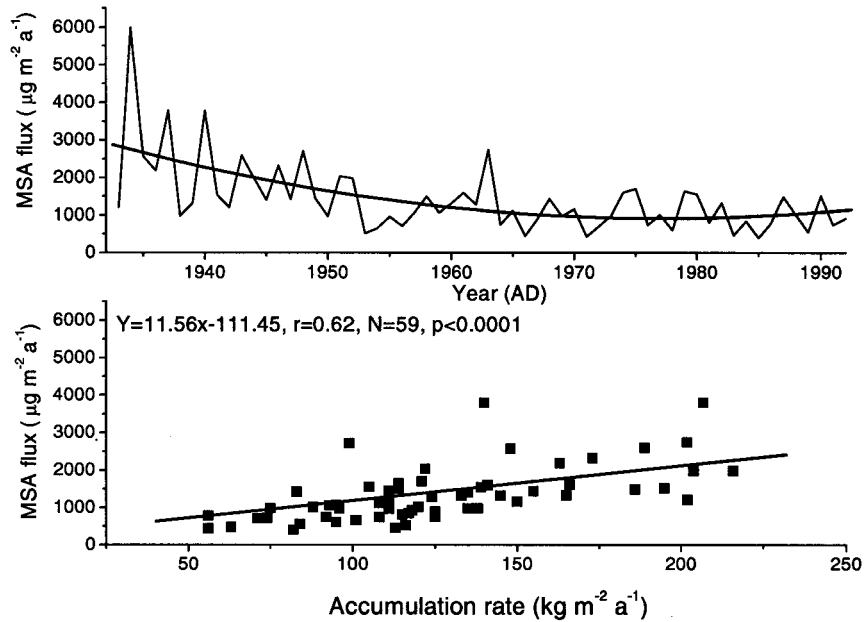 6000
5000
4000
3000
2000
1000
0
MSA flux ( µg m⁻² a⁻¹)
1940 1950 1960 1970 1980 1990
Year (AD)
Y=11.56x-111.45, r=0.62, N=59, p<0.0001
6000
5000
4000
3000
2000
1000
0
MSA flux ( µg m⁻² a⁻¹)
50 100 150 200 250
Accumulation rate (kg m⁻² a⁻¹)